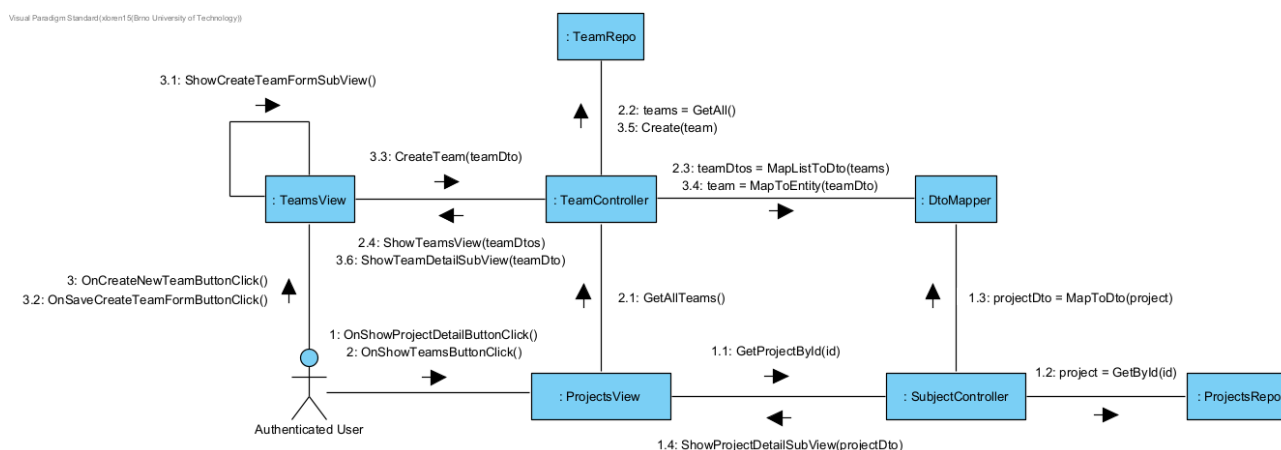 Visual Paradigm Standard(xloren15(Brno University of Technology))
: TeamRepo
3.1: ShowCreateTeamFormSubView()
2.2: teams = GetAll()
3.5: Create(team)
3.3: CreateTeam(teamDto)
2.3: teamDtos = MapListToDto(teams)
3.4: team = MapToEntity(teamDto)
: TeamsView
: TeamController
: DtoMapper
2.4: ShowTeamsView(teamDtos)
3.6: ShowTeamDetailSubView(teamDto)
3: OnCreateNewTeamButtonClick()
3.2: OnSaveCreateTeamFormButtonClick()
2.1: GetAllTeams()
1.3: projectDto = MapToDto(project)
1: OnShowProjectDetailButtonClick()
2: OnShowTeamsButtonClick()
1.1: GetProjectById(id)
1.2: project = GetById(id)
: ProjectsView
: SubjectController
: ProjectsRepo
Authenticated User
1.4: ShowProjectDetailSubView(projectDto)